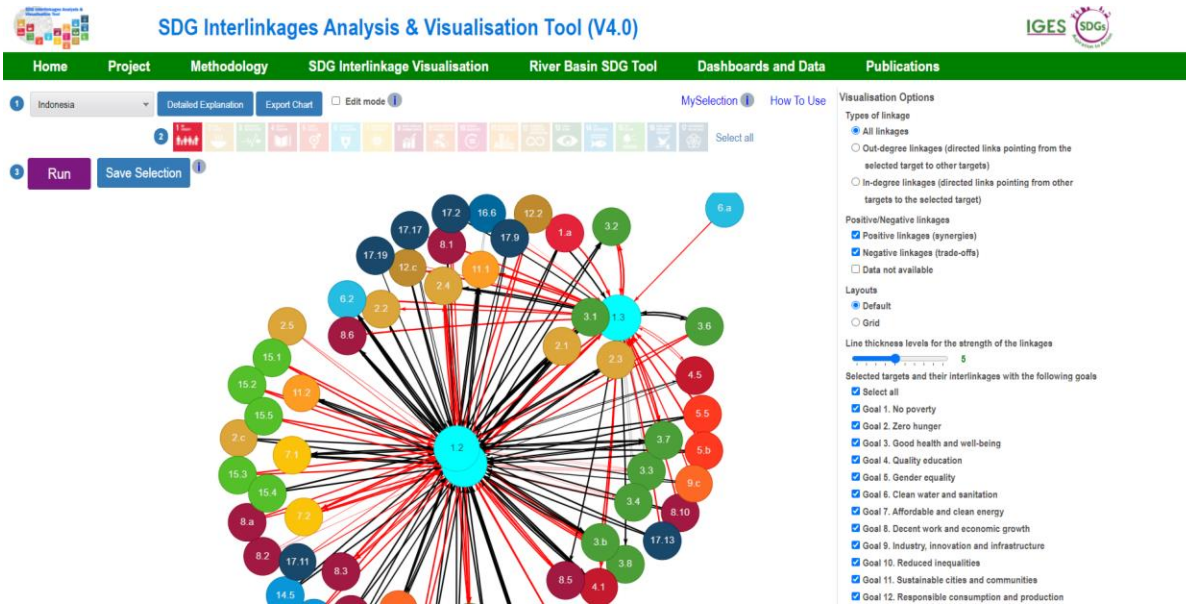 SDG Interlinkages Analysis & Visualisation Tool (V4.0)
IGES SDGs
Home Project Methodology SDG Interlinkage Visualisation River Basin SDG Tool Dashboards and Data Publications
1 Indonesia Detailed Explanation Export Chart Edit mode i MySelection i How To Use
2 Select all
3 Run Save Selection i
Visualisation Options
Types of linkage
All linkages
Out-degree linkages (directed links pointing from the
selected target to other targets)
In-degree linkages (directed links pointing from other
targets to the selected target)
Positive/Negative linkages
Positive linkages (synergies)
Negative linkages (trade-offs)
Data not available
Layouts
Default
Grid
Line thickness levels for the strength of the linkages
5
Selected targets and their interlinkages with the following goals
Select all
Goal 1. No poverty
Goal 2. Zero hunger
Goal 3. Good health and well-being
Goal 4. Quality education
Goal 5. Gender equality
Goal 6. Clean water and sanitation
Goal 7. Affordable and clean energy
Goal 8. Decent work and economic growth
Goal 9. Industry, innovation and infrastructure
Goal 10. Reduced inequalities
Goal 11. Sustainable cities and communities
Goal 12. Responsible consumption and production
17.2 16.6 12.2 6.a
17.17 8.1 17.9 1.a 3.2
17.19 12.c 11.1
2.4
6.2 2.2 3.1 1.3
2.5 8.6 2.1 2.3 3.6
15.1 4.5
15.2 11.2
15.5 5.5
2.c 7.1 1.2 3.7 5.b
15.3 3.3 9.c
15.4 3.4
8.a 7.2 8.10
8.2 17.11 8.3 3.b 17.13
8.5 3.8
14.5 4.1